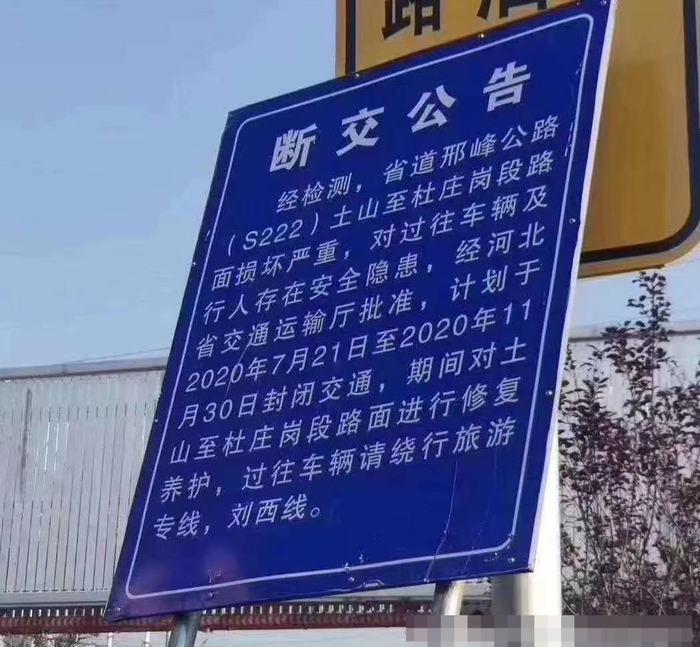 断交公告
经检测，省道邢峰公路
（S222）土山至杜庄岗段路
面损坏严重，对过往车辆及
行人存在安全隐患，经河北
省交通运输厅批准，计划于
2020年7月21日至2020年11
月30日封闭交通，期间对土
山至杜庄岗段路面进行修复
养护，过往车辆请绕行旅游
专线，刘西线。